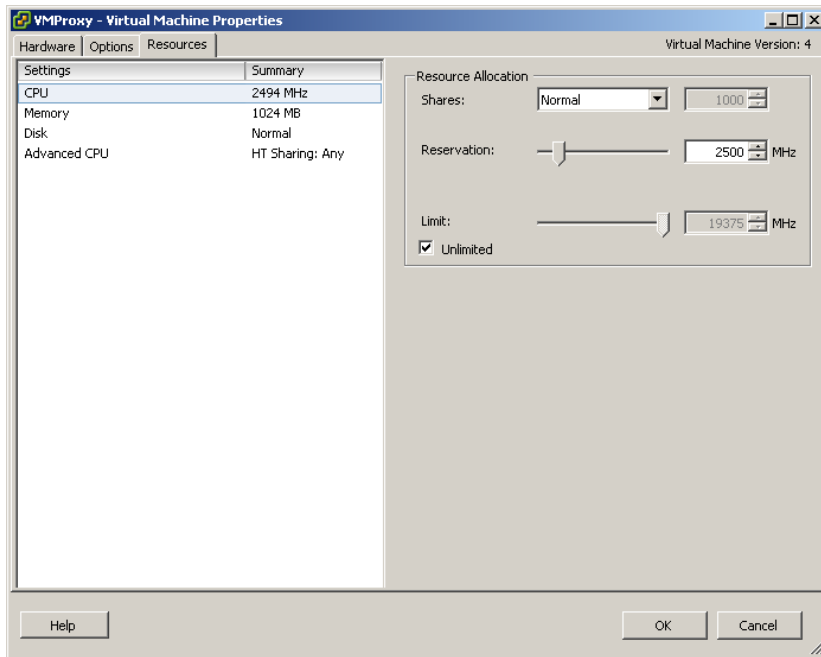 VMProxy - Virtual Machine Properties
Hardware Options Resources Virtual Machine Version: 4
Settings Summary
CPU 2494 MHz
Memory 1024 MB
Disk Normal
Advanced CPU HT Sharing: Any
Resource Allocation
Shares: Normal 1000
Reservation: 2500 MHz
Limit: 19375 MHz
Unlimited
Help OK Cancel